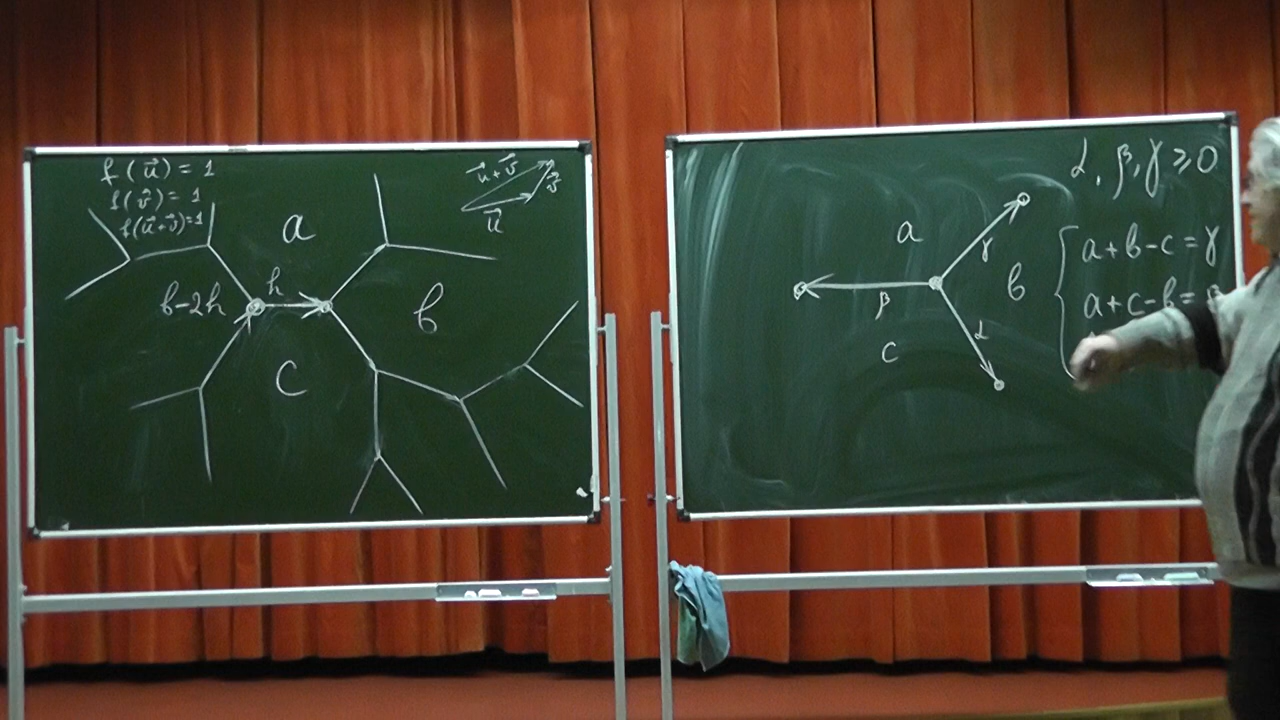 f(u⃗) = 1
f(v⃗) = 1
f(u⃗+v⃗)=1
u⃗+v⃗
v⃗
u⃗
a
h
b-2h
b
c
α, β, γ ⩾ 0
a
γ
b
β
α
c
a+b-c = γ
a+c-b =